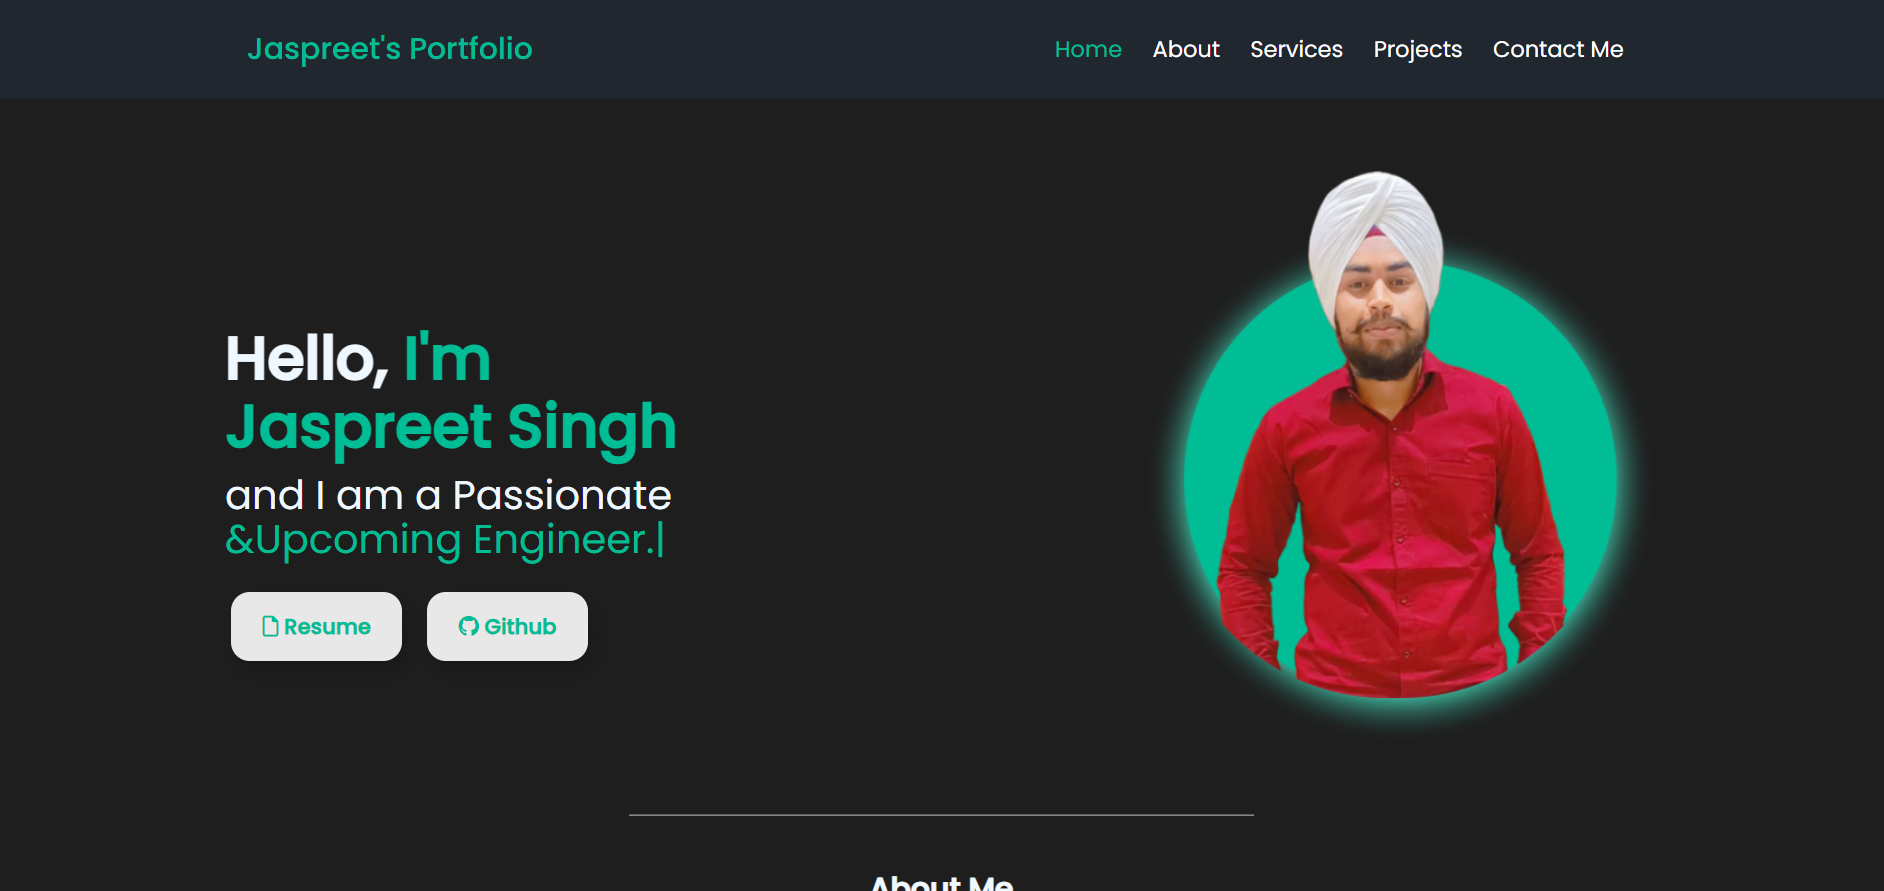 Jaspreet's Portfolio
Home About Services Projects Contact Me
Hello, I'm
Jaspreet Singh
and I am a Passionate
&Upcoming Engineer.|
Resume Github
About Me